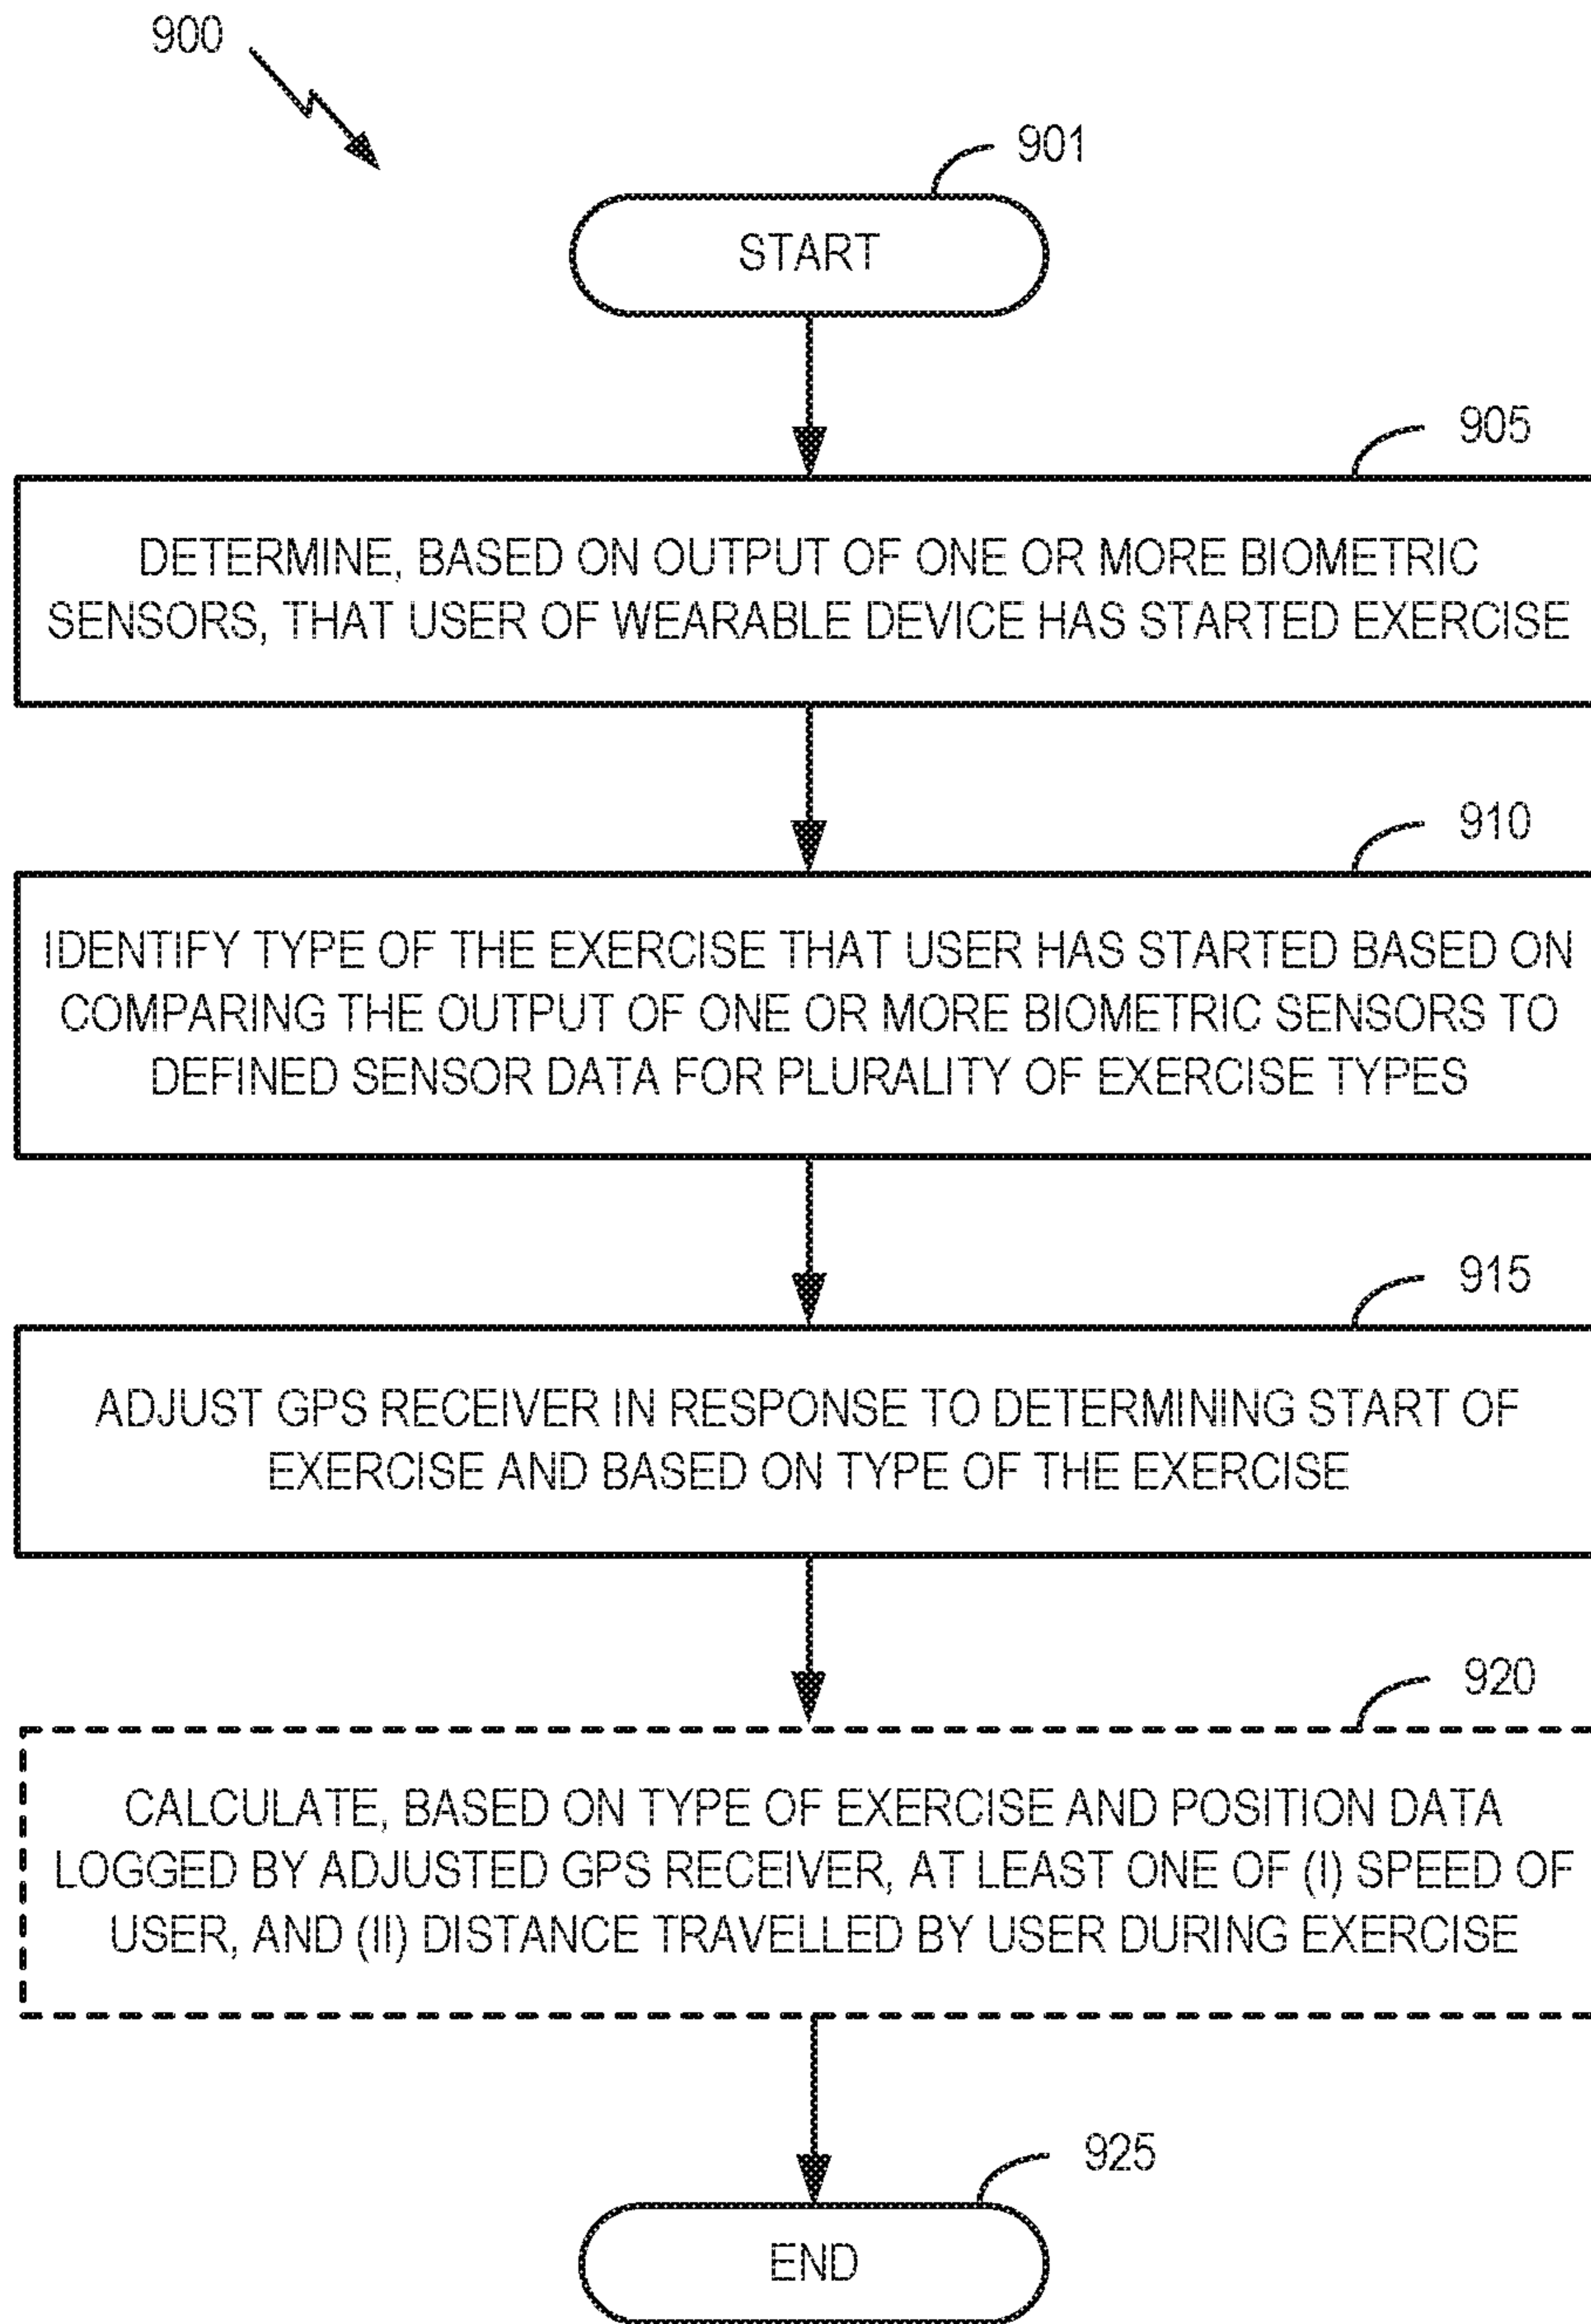 900
901
START
905
DETERMINE, BASED ON OUTPUT OF ONE OR MORE BIOMETRIC
SENSORS, THAT USER OF WEARABLE DEVICE HAS STARTED EXERCISE
910
IDENTIFY TYPE OF THE EXERCISE THAT USER HAS STARTED BASED ON
COMPARING THE OUTPUT OF ONE OR MORE BIOMETRIC SENSORS TO
DEFINED SENSOR DATA FOR PLURALITY OF EXERCISE TYPES
915
ADJUST GPS RECEIVER IN RESPONSE TO DETERMINING START OF
EXERCISE AND BASED ON TYPE OF THE EXERCISE
920
CALCULATE, BASED ON TYPE OF EXERCISE AND POSITION DATA
LOGGED BY ADJUSTED GPS RECEIVER, AT LEAST ONE OF (I) SPEED OF
USER, AND (II) DISTANCE TRAVELLED BY USER DURING EXERCISE
925
END